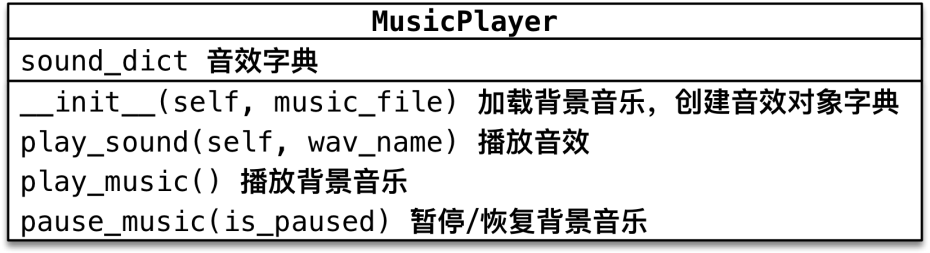 MusicPlayer
sound_dict 音效字典
__init__(self, music_file) 加载背景音乐，创建音效对象字典
play_sound(self, wav_name) 播放音效
play_music() 播放背景音乐
pause_music(is_paused) 暂停/恢复背景音乐